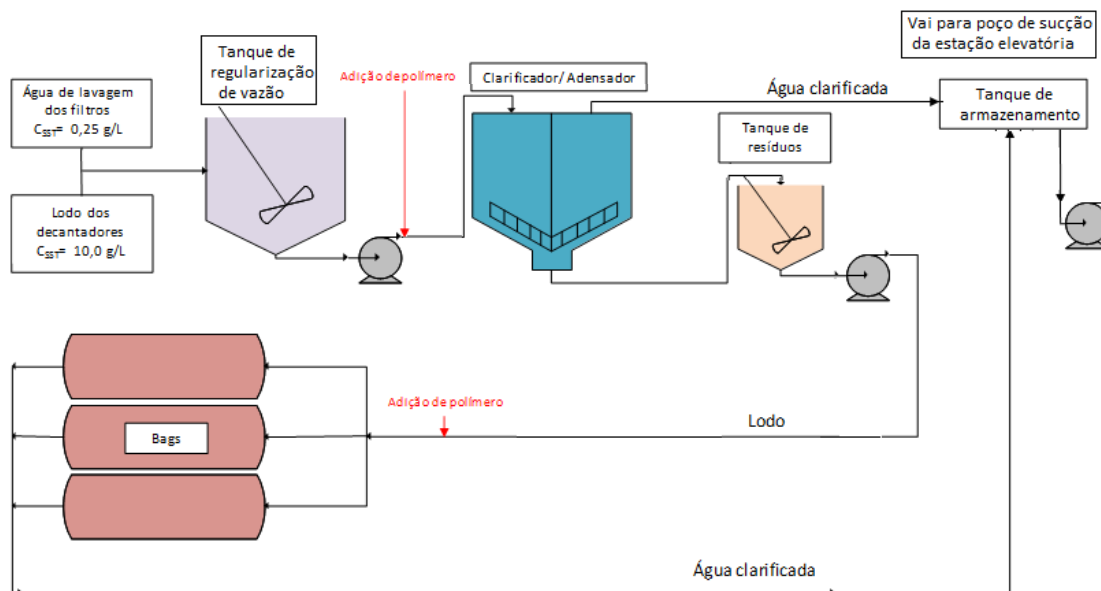 Vai para poço de sucção
da estação elevatória
Tanque de
regularização
de vazão
Adição de polímero
Clarificador/ Adensador
Água clarificada
Água de lavagem
dos filtros
C_SST= 0,25 g/L
Tanque de
armazenamento
Tanque de
resíduos
Lodo dos
decantadores
C_SST= 10,0 g/L
Adição de polímero
Lodo
Bags
Água clarificada